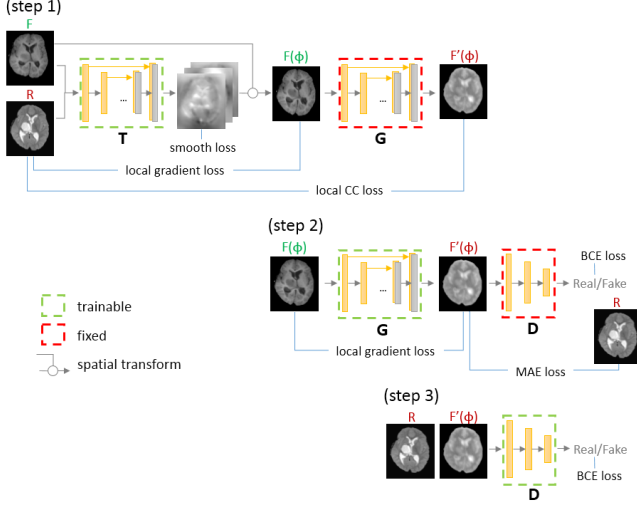 (step 1)
F
F(ϕ)
F'(ϕ)
R
...
...
T
G
smooth loss
local gradient loss
local CC loss
(step 2)
F(ϕ)
F'(ϕ)
BCE loss
Real/Fake
R
...
G
D
trainable
fixed
spatial transform
local gradient loss
MAE loss
(step 3)
R
F'(ϕ)
Real/Fake
BCE loss
D